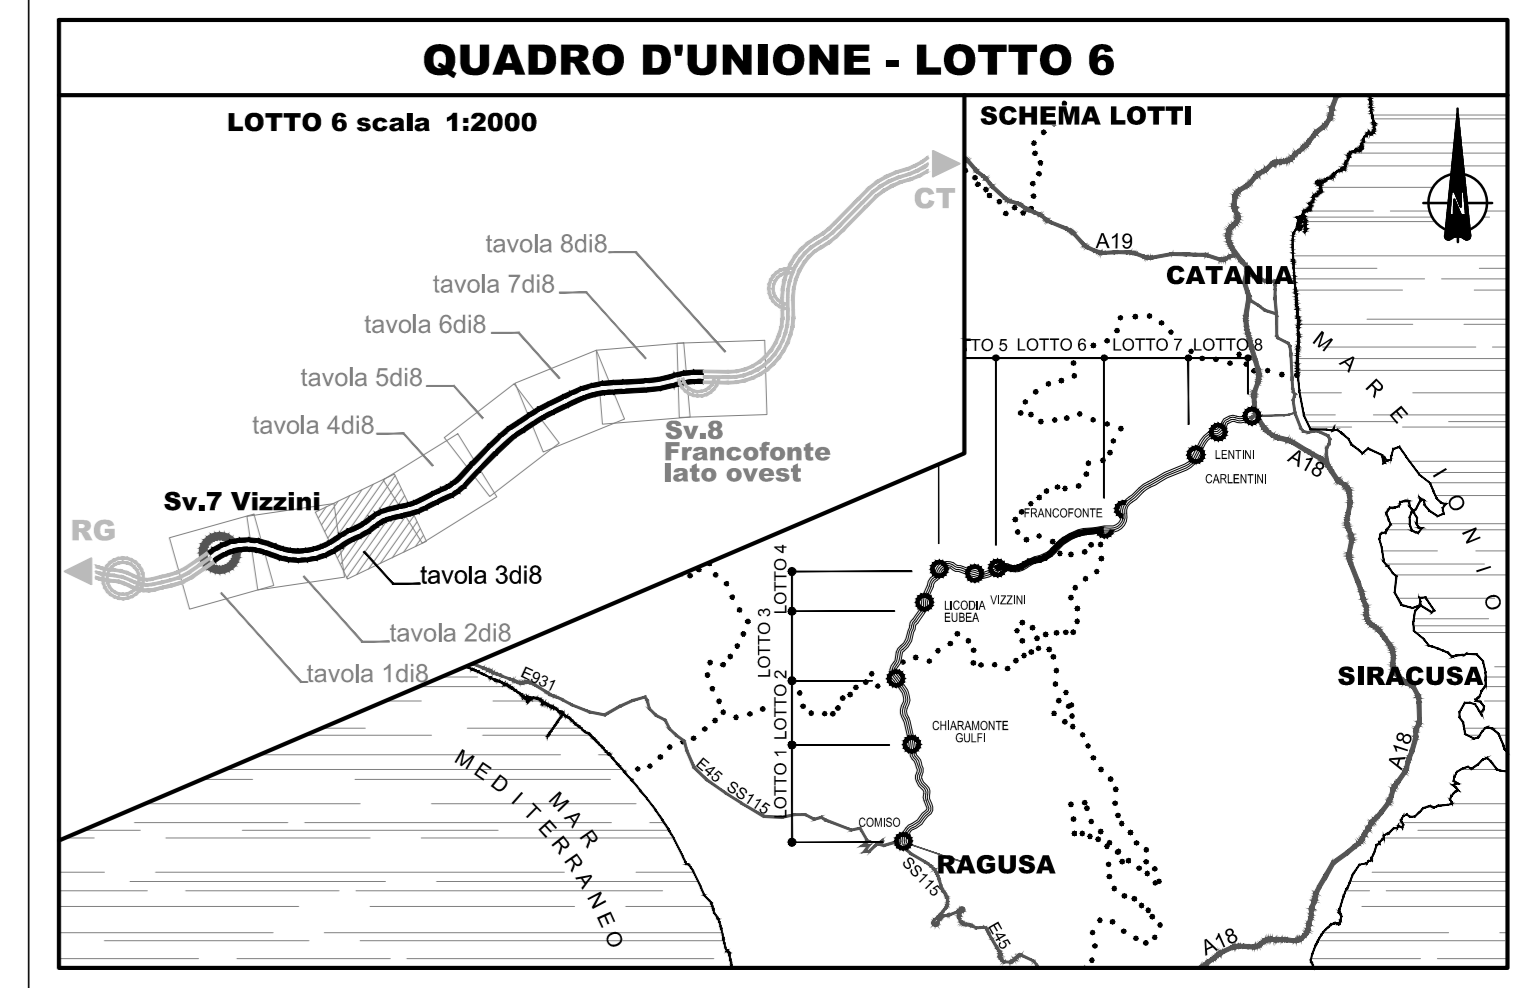 QUADRO D'UNIONE - LOTTO 6
LOTTO 6 scala 1:2000
CT
tavola 8di8
tavola 7di8
tavola 6di8
tavola 5di8
tavola 4di8
Sv.8
Francofonte
lato ovest
Sv.7 Vizzini
RG
tavola 3di8
tavola 2di8
tavola 1di8
SCHEMA LOTTI
N
A19
CATANIA
TTO 5
LOTTO 6
LOTTO 7
LOTTO 8
MARE IONIO
LENTINI
A18
CARLENTINI
FRANCOFONTE
LOTTO 4
LOTTO 3
LOTTO 2
LOTTO 1
VIZZINI
LICODIA
EUBEA
SIRACUSA
E931
CHIARAMONTE
GULFI
A18
E45 SS115
MAR
MEDITERRANEO
COMISO
RAGUSA
SS115
E45
A18